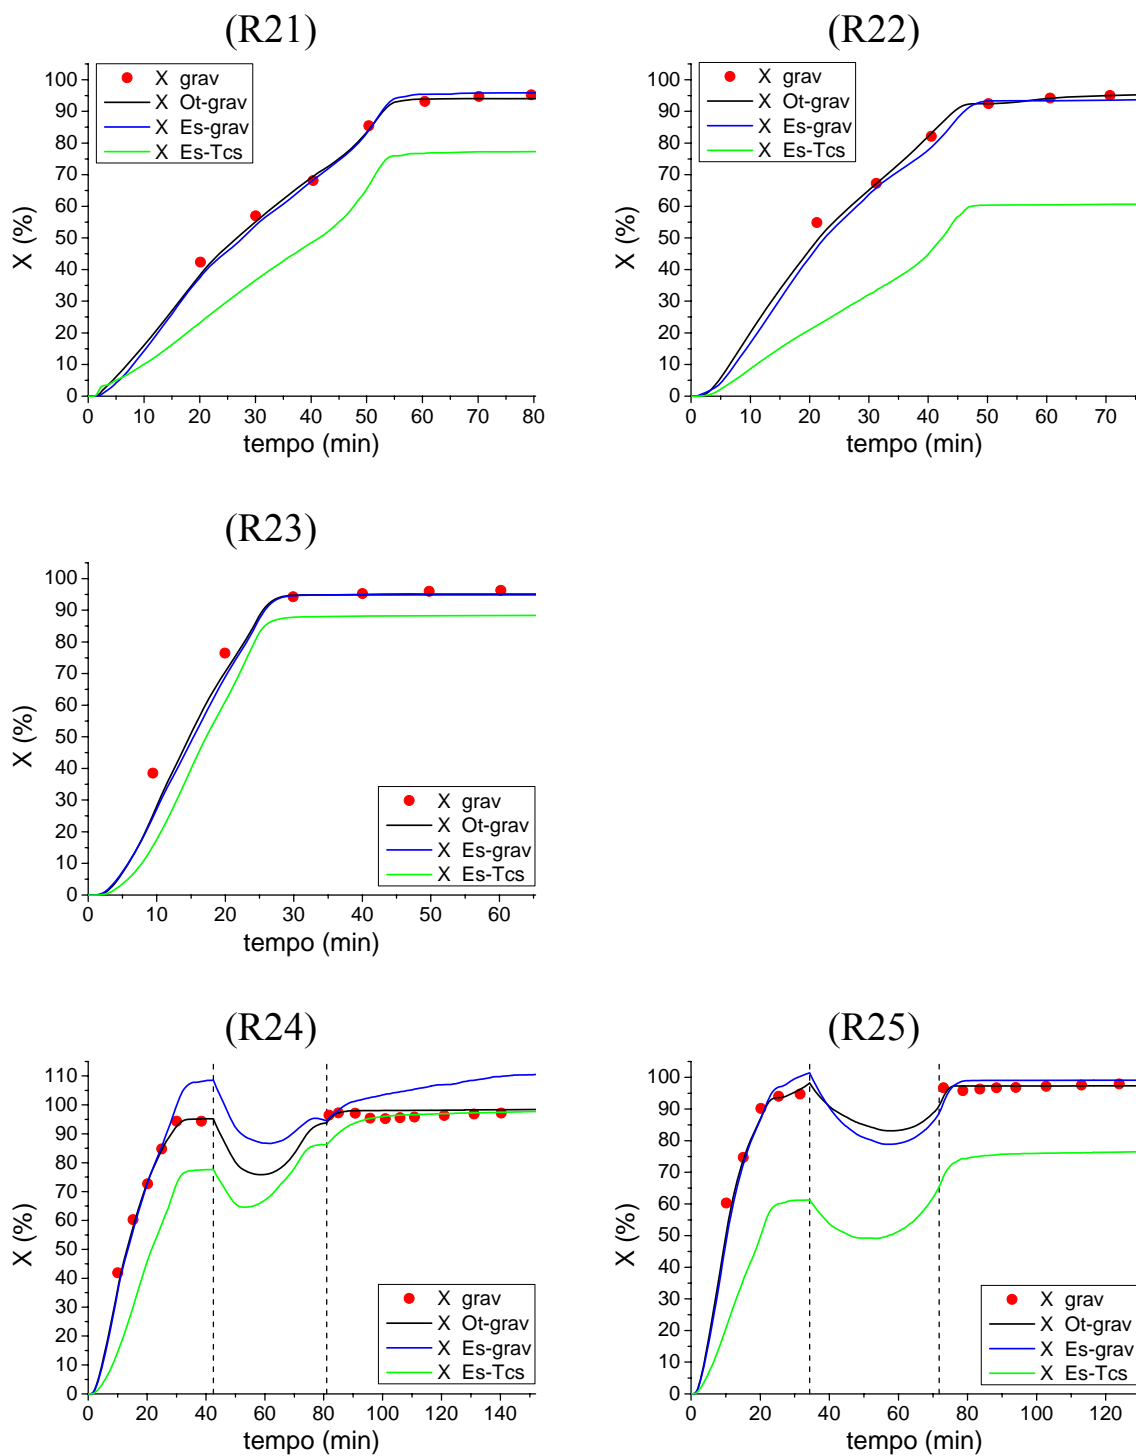 (R21)
100
90
80
70
60
50
40
30
20
10
0
X (%)
X grav
X Ot-grav
X Es-grav
X Es-Tcs
0 10 20 30 40 50 60 70 80
tempo (min)
(R22)
100
90
80
70
60
50
40
30
20
10
0
X (%)
X grav
X Ot-grav
X Es-grav
X Es-Tcs
0 10 20 30 40 50 60 70
tempo (min)
(R23)
100
90
80
70
60
50
40
30
20
10
0
X (%)
X grav
X Ot-grav
X Es-grav
X Es-Tcs
0 10 20 30 40 50 60
tempo (min)
(R24)
110
100
90
80
70
60
50
40
30
20
10
0
X (%)
X grav
X Ot-grav
X Es-grav
X Es-Tcs
0 20 40 60 80 100 120 140
tempo (min)
(R25)
100
90
80
70
60
50
40
30
20
10
0
X (%)
X grav
X Ot-grav
X Es-grav
X Es-Tcs
0 20 40 60 80 100 120
tempo (min)